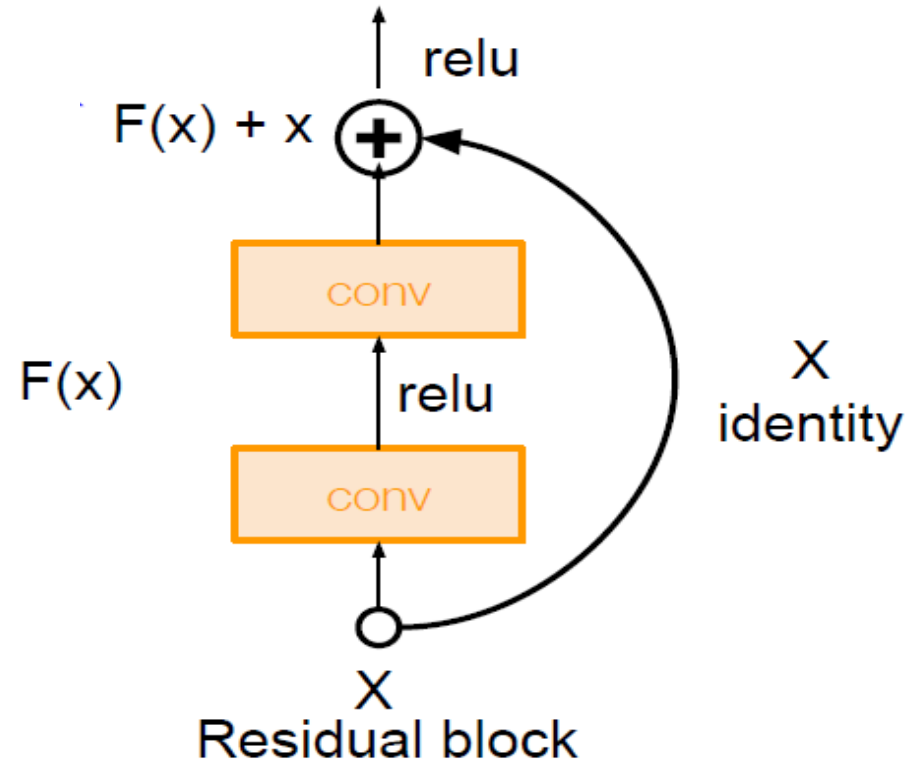 relu
F(x) + x
conv
F(x)
relu
X
identity
conv
X
Residual block